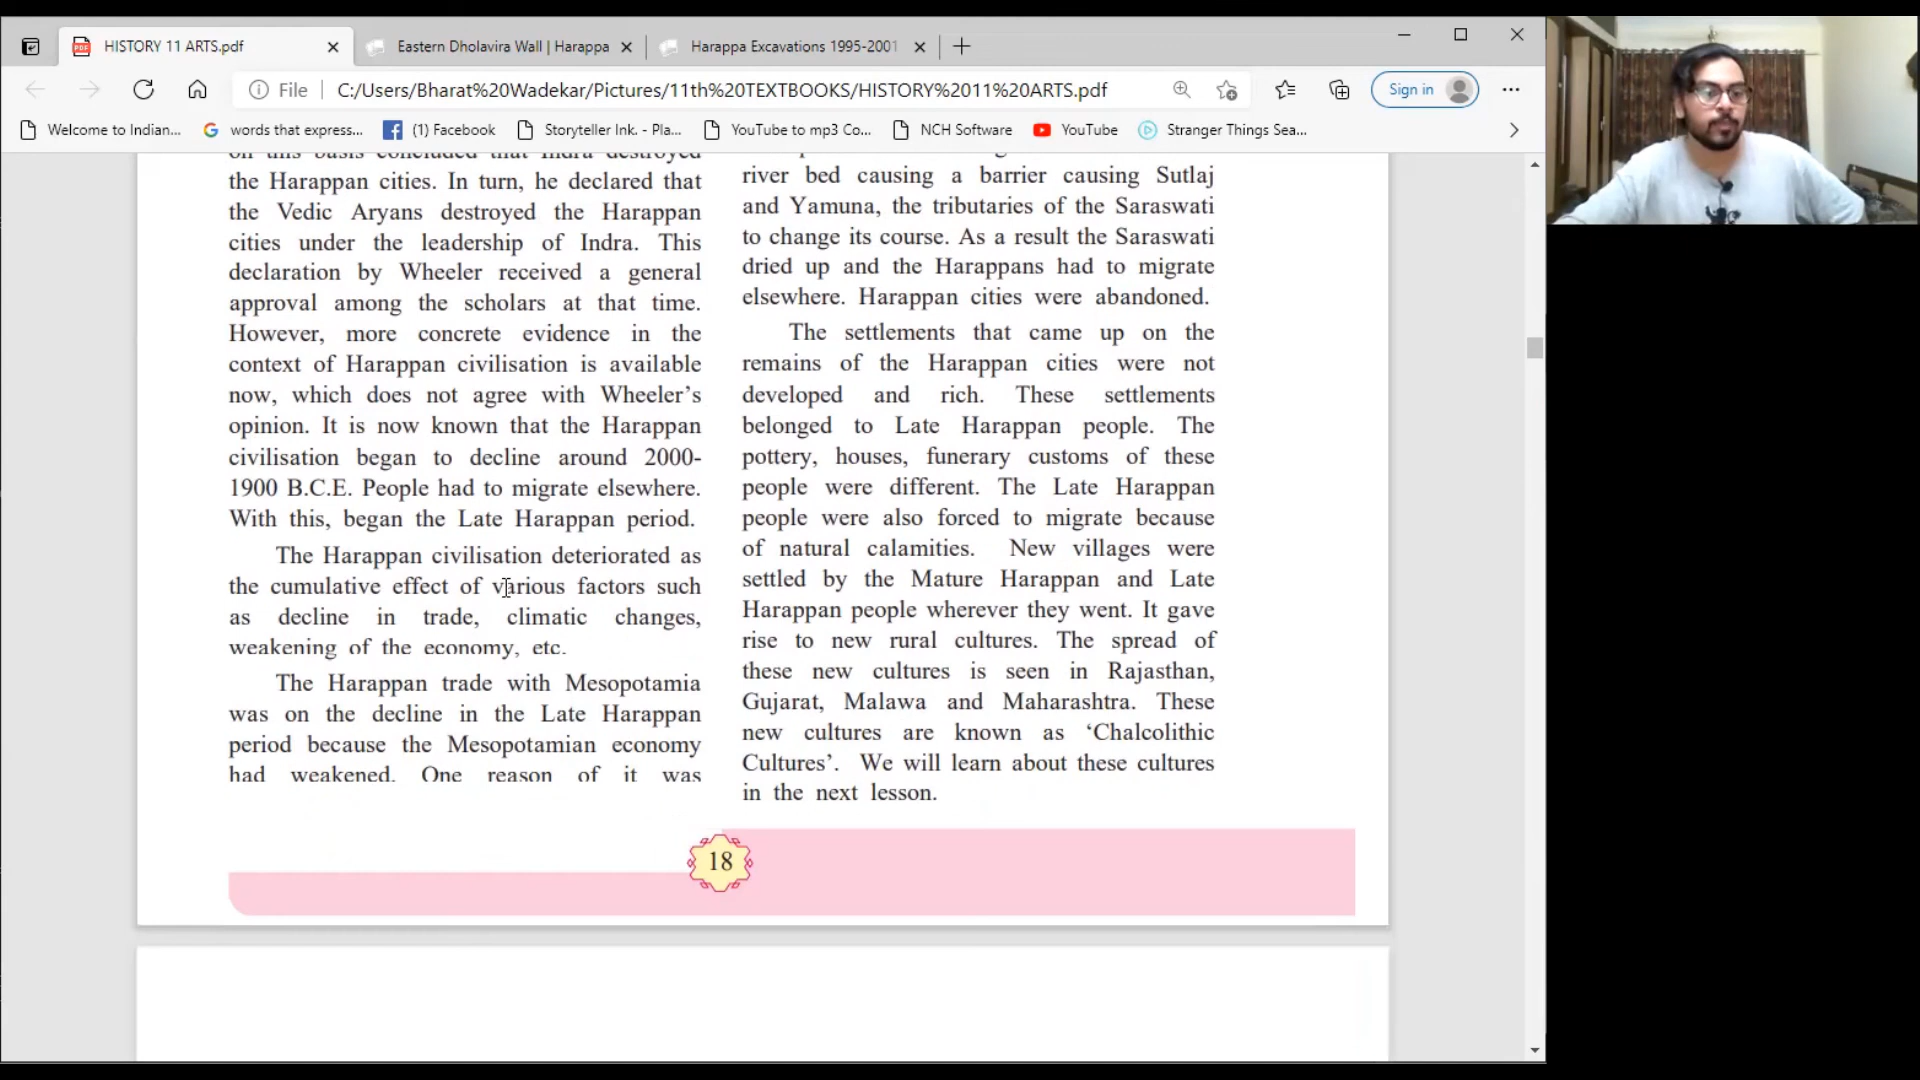 HISTORY 11 ARTS.pdf
Eastern Dholavira Wall | Harappa
Harappa Excavations 1995-2001
File
C:/Users/Bharat%20Wadekar/Pictures/11th%20TEXTBOOKS/HISTORY%2011%20ARTS.pdf
Sign in
Welcome to Indian...
words that express...
(1) Facebook
Storyteller Ink. - Pla...
YouTube to mp3 Co...
NCH Software
YouTube
Stranger Things Sea...
on this basis concluded that Indra destroyed
the Harappan cities. In turn, he declared that
the Vedic Aryans destroyed the Harappan
cities under the leadership of Indra. This
declaration by Wheeler received a general
approval among the scholars at that time.
However, more concrete evidence in the
context of Harappan civilisation is available
now, which does not agree with Wheeler's
opinion. It is now known that the Harappan
civilisation began to decline around 2000-
1900 B.C.E. People had to migrate elsewhere.
With this, began the Late Harappan period.
The Harappan civilisation deteriorated as
the cumulative effect of various factors such
as decline in trade, climatic changes,
weakening of the economy, etc.
The Harappan trade with Mesopotamia
was on the decline in the Late Harappan
period because the Mesopotamian economy
had weakened. One reason of it was
river bed causing a barrier causing Sutlaj
and Yamuna, the tributaries of the Saraswati
to change its course. As a result the Saraswati
dried up and the Harappans had to migrate
elsewhere. Harappan cities were abandoned.
The settlements that came up on the
remains of the Harappan cities were not
developed and rich. These settlements
belonged to Late Harappan people. The
pottery, houses, funerary customs of these
people were different. The Late Harappan
people were also forced to migrate because
of natural calamities. New villages were
settled by the Mature Harappan and Late
Harappan people wherever they went. It gave
rise to new rural cultures. The spread of
these new cultures is seen in Rajasthan,
Gujarat, Malawa and Maharashtra. These
new cultures are known as ‘Chalcolithic
Cultures’. We will learn about these cultures
in the next lesson.
18